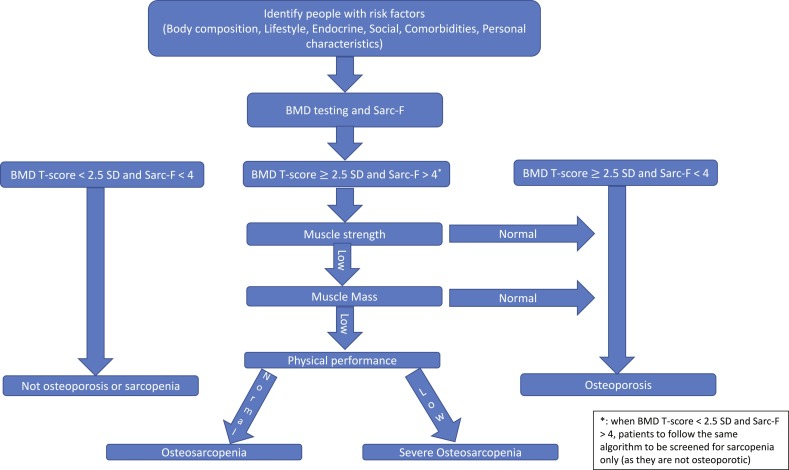 Identify people with risk factors
(Body composition, Lifestyle, Endocrine, Social, Comorbidities, Personal
characteristics)
BMD testing and Sarc-F
BMD T-score < 2.5 SD and Sarc-F < 4
BMD T-score ≥ 2.5 SD and Sarc-F > 4*
BMD T-score ≥ 2.5 SD and Sarc-F < 4
Muscle strength
Normal
Low
Muscle Mass
Normal
Low
Physical performance
Normal
Low
Not osteoporosis or sarcopenia
Osteoporosis
Osteosarcopenia
Severe Osteosarcopenia
*: when BMD T-score < 2.5 SD and Sarc-F
> 4, patients to follow the same
algorithm to be screened for sarcopenia
only (as they are not osteoporotic)